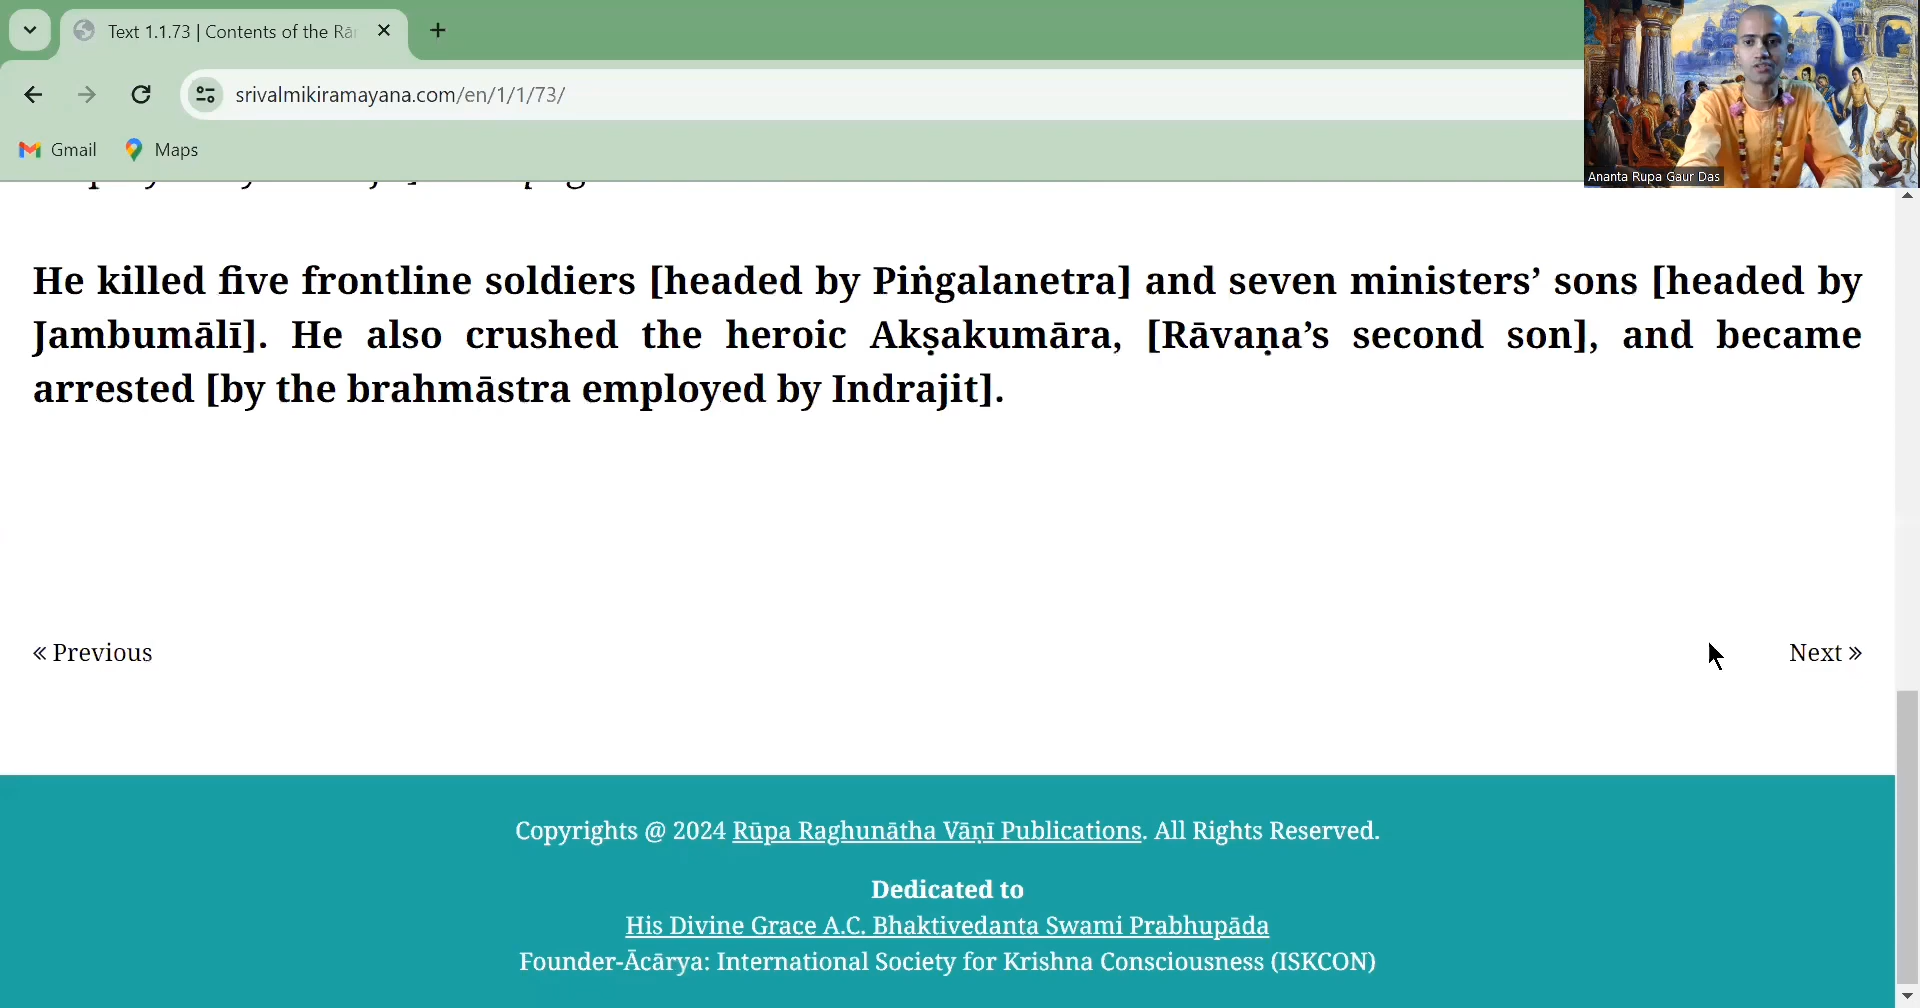 Text 1.1.73 | Contents of the Rā
srivalmikiramayana.com/en/1/1/73/
Gmail Maps
Ananta Rupa Gaur Das
He killed five frontline soldiers [headed by Piṅgalanetra] and seven ministers’ sons [headed by
Jambumālī]. He also crushed the heroic Akṣakumāra, [Rāvaṇa’s second son], and became
arrested [by the brahmāstra employed by Indrajit].
« Previous
Next »
Copyrights @ 2024 Rūpa Raghunātha Vāṇī Publications. All Rights Reserved.
Dedicated to
His Divine Grace A.C. Bhaktivedanta Swami Prabhupāda
Founder-Ācārya: International Society for Krishna Consciousness (ISKCON)